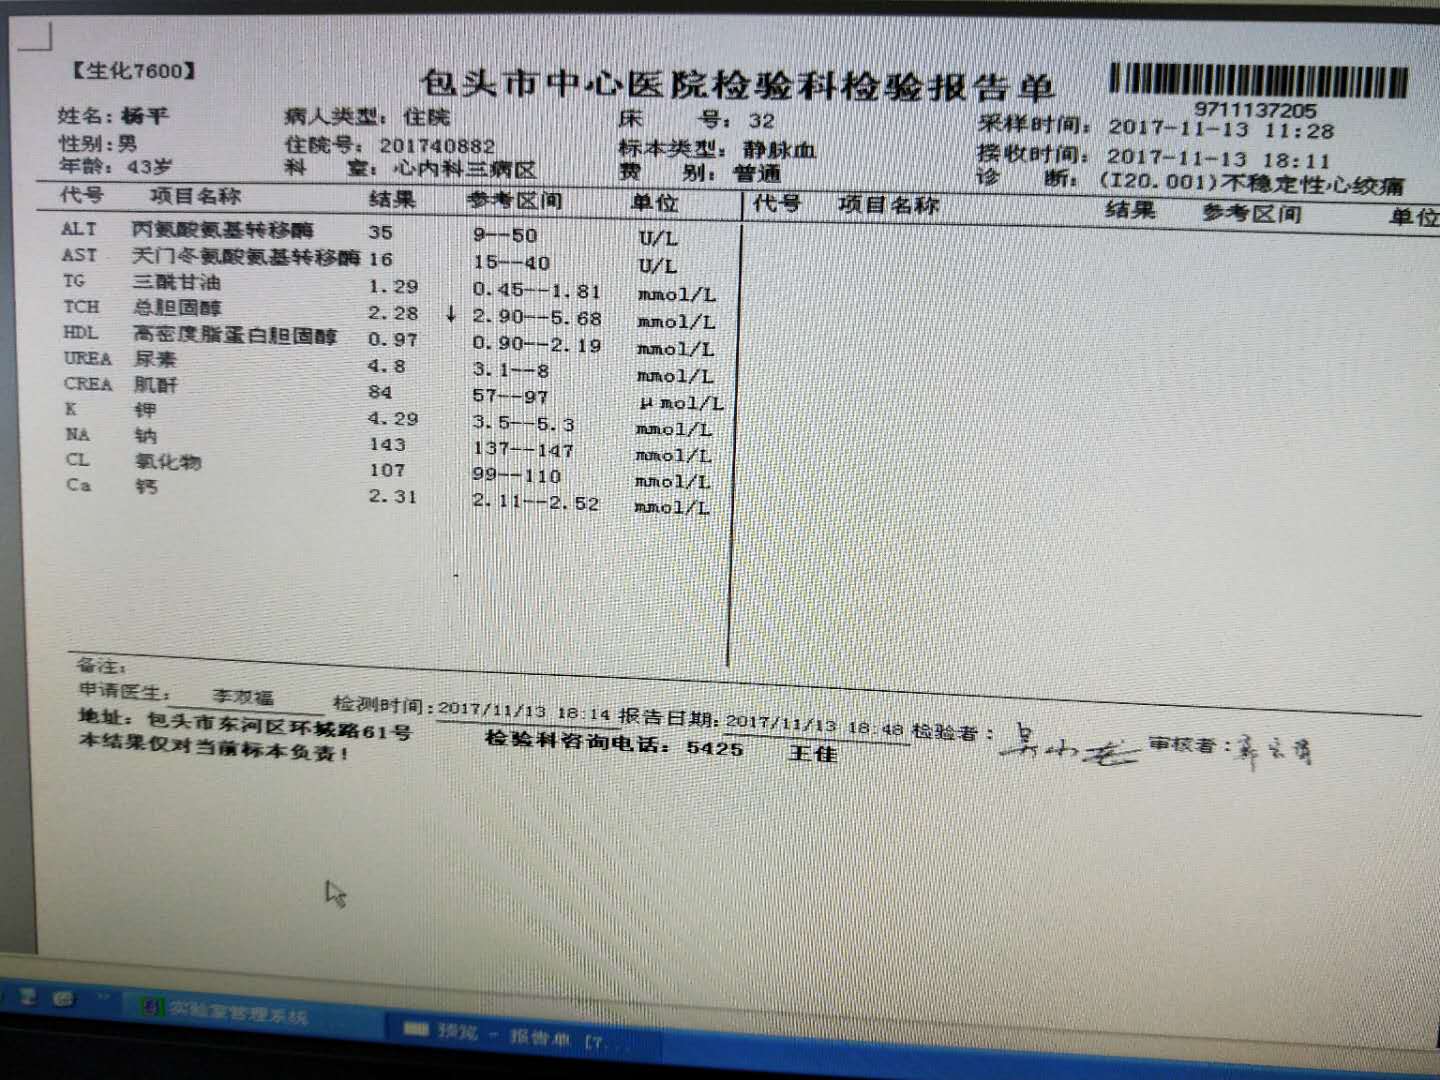 【生化7600】
包头市中心医院检验科检验报告单
9711137205
姓名：杨平 病人类型：住院 床 号：32 采样时间：2017-11-13 11:28
性别：男 住院号：201740882 标本类型：静脉血 接收时间：2017-11-13 18:11
年龄：43岁 科 室：心内科三病区 费 别：普通 诊 断：(I20.001)不稳定性心绞痛
代号 项目名称 结果 参考区间 单位 代号 项目名称 结果 参考区间 单位
ALT 丙氨酸氨基转移酶 35 9--50 U/L
AST 天门冬氨酸氨基转移酶 16 15--40 U/L
TG 三酰甘油 1.29 0.45--1.81 mmol/L
TCH 总胆固醇 2.28 ↓ 2.90--5.68 mmol/L
HDL 高密度脂蛋白胆固醇 0.97 0.90--2.19 mmol/L
UREA 尿素 4.8 3.1--8 mmol/L
CREA 肌酐 84 57--97 μmol/L
K 钾 4.29 3.5--5.3 mmol/L
NA 钠 143 137--147 mmol/L
CL 氯化物 107 99--110 mmol/L
Ca 钙 2.31 2.11--2.52 mmol/L
备注：
申请医生： 李双福 检测时间：2017/11/13 18:14 报告日期：2017/11/13 18:48 检验者： 审核者：
地址：包头市东河区环城路61号 检验科咨询电话：5425 王佳
本结果仅对当前标本负责！
实验室管理系统 预览 - 报告单 [7...